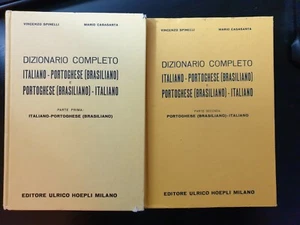 VINCENZO SPINELLI
MARIO CASASANTA
DIZIONARIO COMPLETO
ITALIANO - PORTOGHESE (BRASILIANO)
E
PORTOGHESE (BRASILIANO) - ITALIANO
PARTE PRIMA:
ITALIANO-PORTOGHESE (BRASILIANO)
EDITORE ULRICO HOEPLI MILANO
VINCENZO SPINELLI
MARIO CASASANTA
DIZIONARIO COMPLETO
ITALIANO - PORTOGHESE (BRASILIANO)
E
PORTOGHESE (BRASILIANO) - ITALIANO
PARTE SECONDA:
PORTOGHESE (BRASILIANO)-ITALIANO
EDITORE ULRICO HOEPLI MILANO